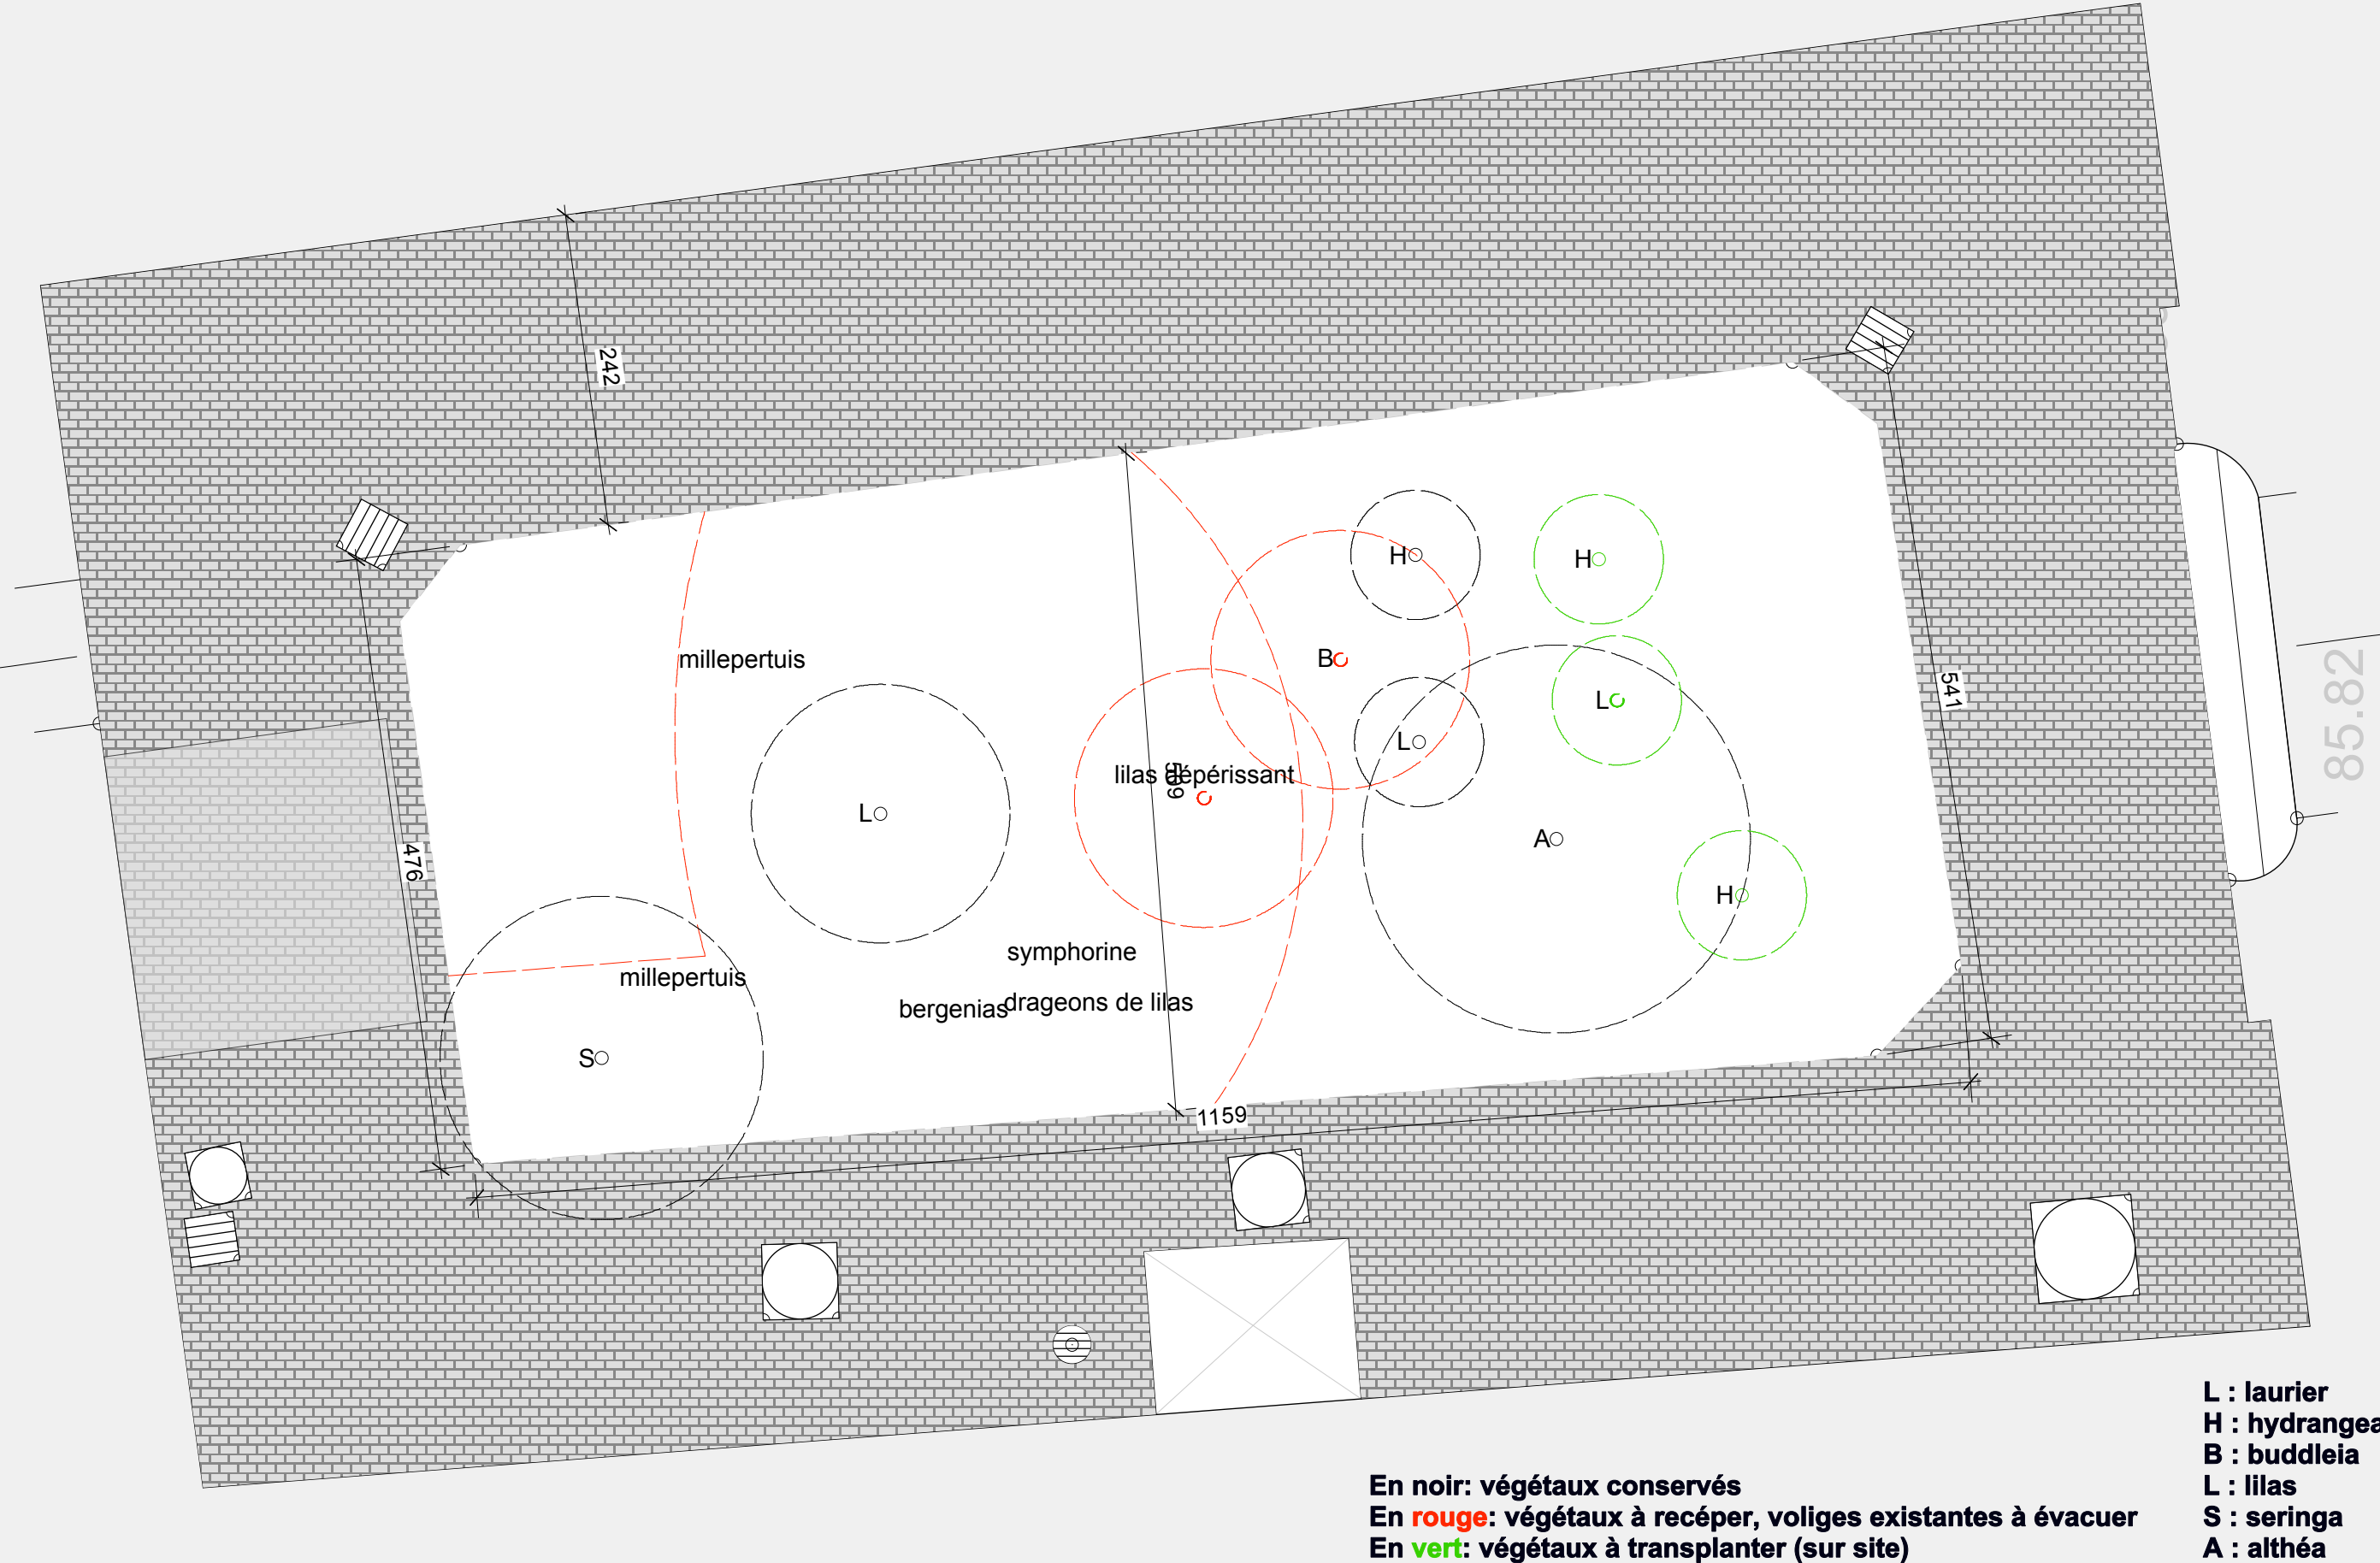 242
H
H
millepertuis
B
541
85.82
L
L
lilas dépérissant
599
L
A
476
H
symphorine
millepertuis
bergenias
drageons de lilas
S
1159
L : laurier
H : hydrangea
B : buddleia
En noir: végétaux conservés
L : lilas
En rouge: végétaux à recéper, voliges existantes à évacuer
S : seringa
En vert: végétaux à transplanter (sur site)
A : althéa